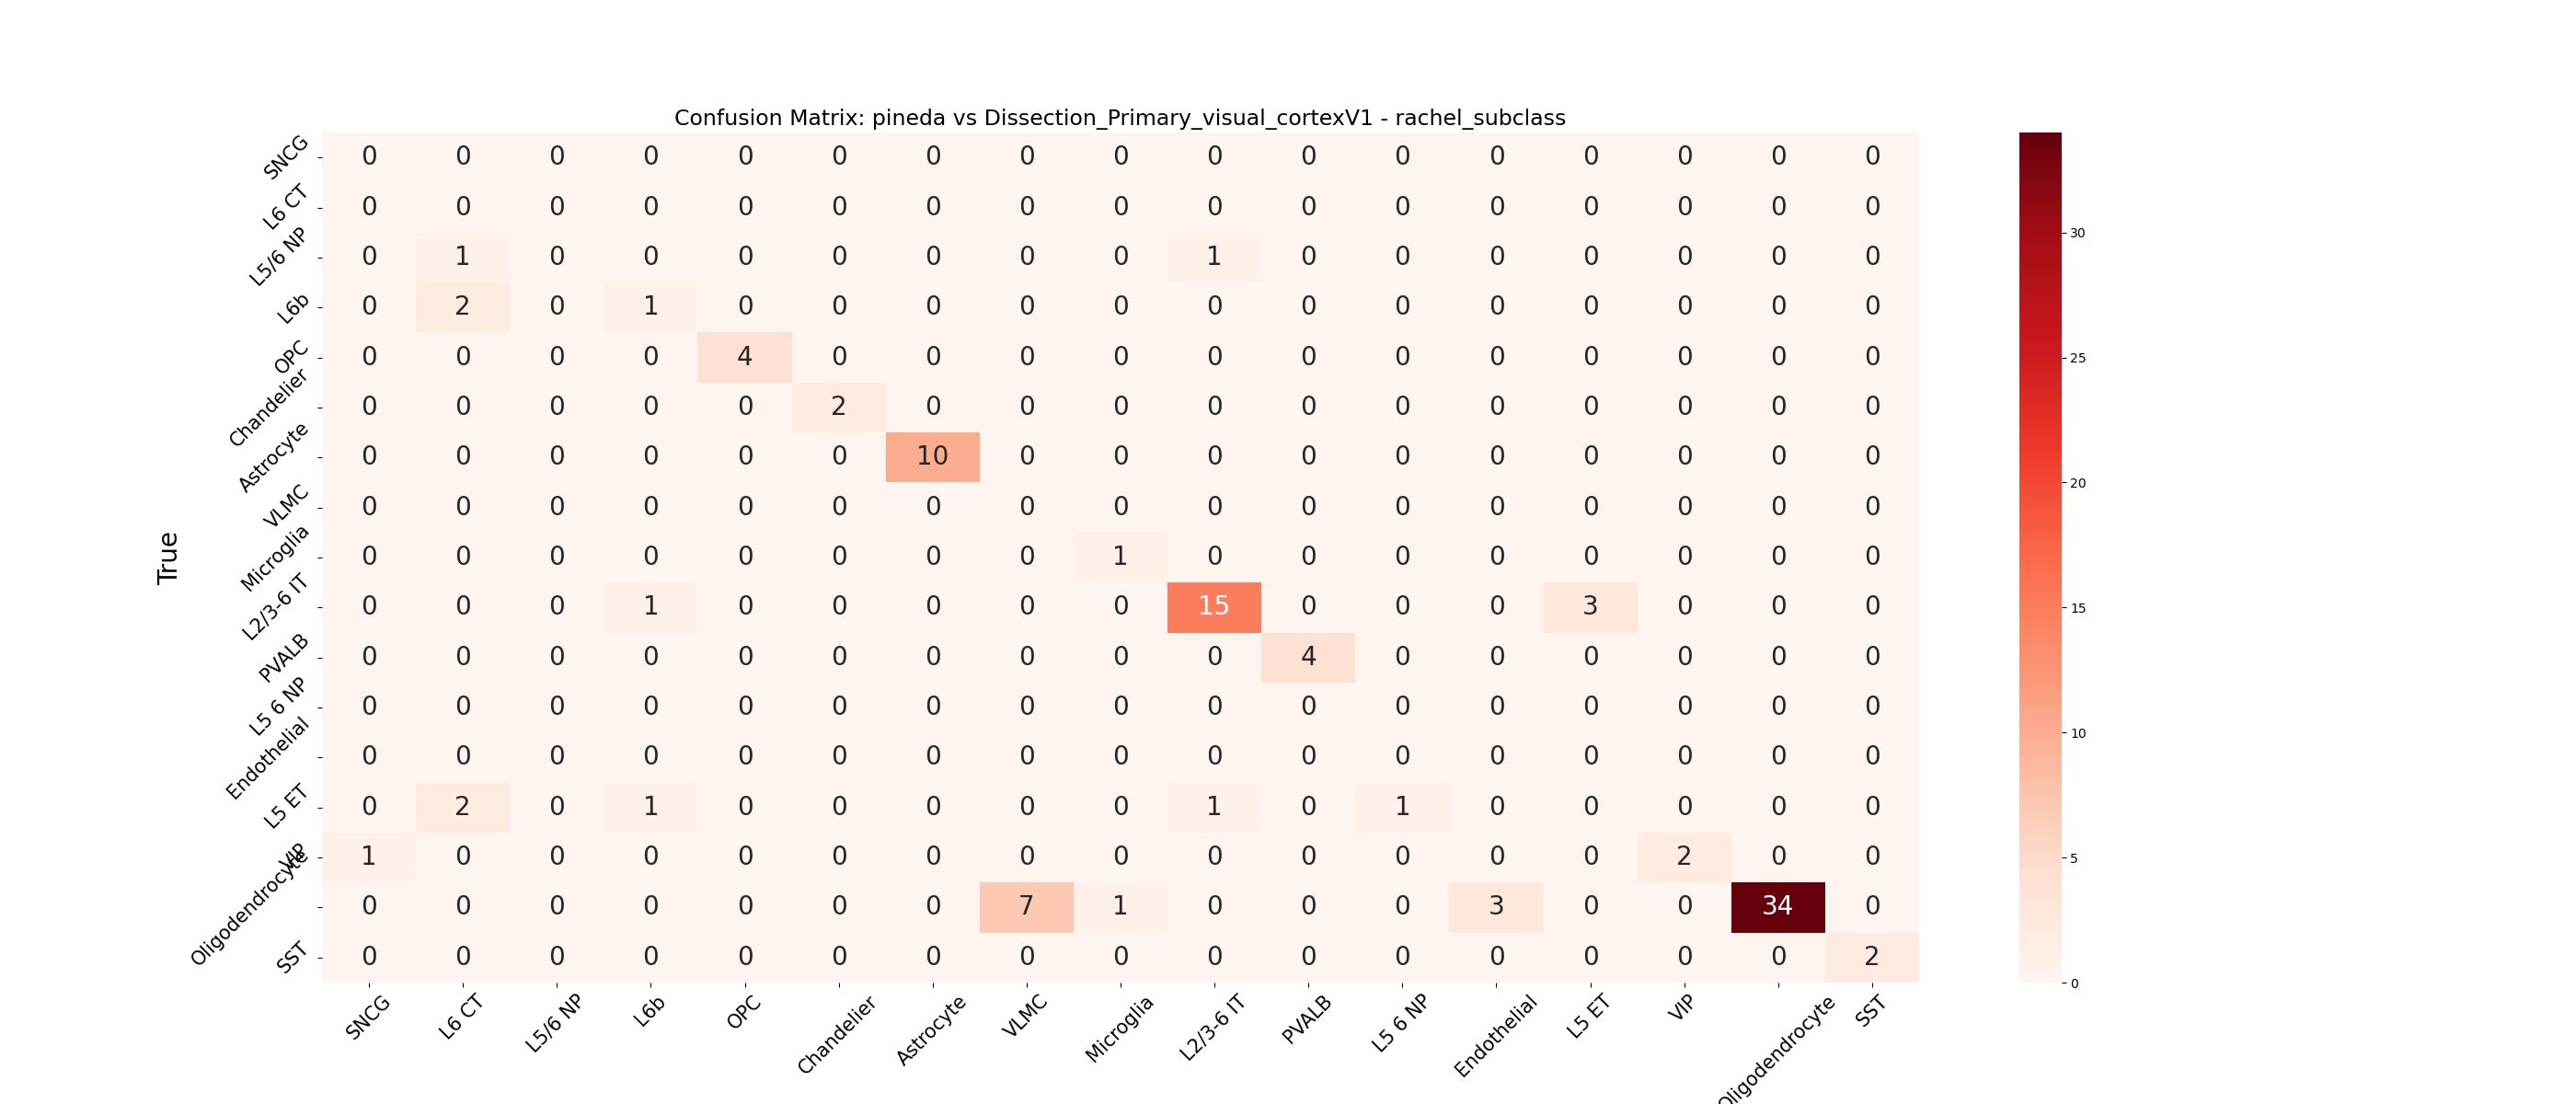 Confusion Matrix: pineda vs Dissection_Primary_visual_cortexV1 - rachel_subclass
True
SNCG 0 0 0 0 0 0 0 0 0 0 0 0 0 0 0 0 0
L6 CT 0 0 0 0 0 0 0 0 0 0 0 0 0 0 0 0 0
L5/6 NP 0 1 0 0 0 0 0 0 0 1 0 0 0 0 0 0 0
L6b 0 2 0 1 0 0 0 0 0 0 0 0 0 0 0 0 0
OPC 0 0 0 0 4 0 0 0 0 0 0 0 0 0 0 0 0
Chandelier 0 0 0 0 0 2 0 0 0 0 0 0 0 0 0 0 0
Astrocyte 0 0 0 0 0 0 10 0 0 0 0 0 0 0 0 0 0
VLMC 0 0 0 0 0 0 0 0 0 0 0 0 0 0 0 0 0
Microglia 0 0 0 0 0 0 0 0 1 0 0 0 0 0 0 0 0
L2/3-6 IT 0 0 0 1 0 0 0 0 0 15 0 0 0 3 0 0 0
PVALB 0 0 0 0 0 0 0 0 0 0 4 0 0 0 0 0 0
L5 6 NP 0 0 0 0 0 0 0 0 0 0 0 0 0 0 0 0 0
Endothelial 0 0 0 0 0 0 0 0 0 0 0 0 0 0 0 0 0
L5 ET 0 2 0 1 0 0 0 0 0 1 0 1 0 0 0 0 0
VIP 1 0 0 0 0 0 0 0 0 0 0 0 0 0 2 0 0
Oligodendrocyte 0 0 0 0 0 0 0 7 1 0 0 0 3 0 0 34 0
SST 0 0 0 0 0 0 0 0 0 0 0 0 0 0 0 0 2
SNCG L6 CT L5/6 NP L6b OPC Chandelier Astrocyte VLMC Microglia L2/3-6 IT PVALB L5 6 NP Endothelial L5 ET VIP Oligodendrocyte SST
30
25
20
15
10
5
0